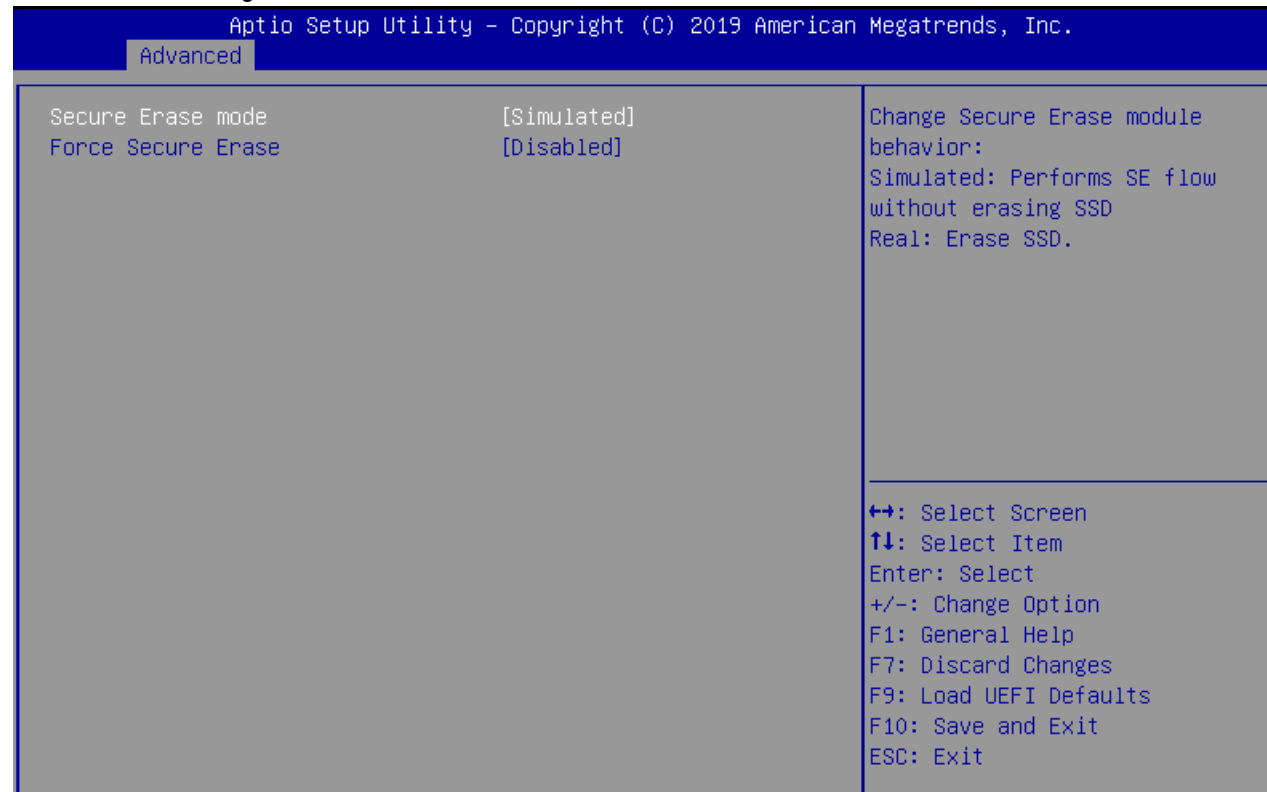 Aptio Setup Utility – Copyright (C) 2019 American Megatrends, Inc.
Advanced
Secure Erase mode [Simulated]
Force Secure Erase [Disabled]
Change Secure Erase module
behavior:
Simulated: Performs SE flow
without erasing SSD
Real: Erase SSD.
↔: Select Screen
↑↓: Select Item
Enter: Select
+/-: Change Option
F1: General Help
F7: Discard Changes
F9: Load UEFI Defaults
F10: Save and Exit
ESC: Exit